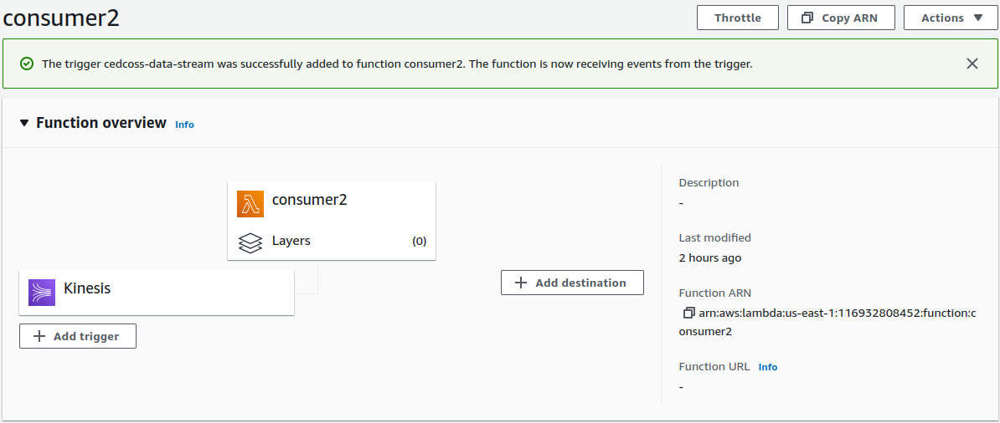 consumer2
Throttle
Copy ARN
Actions
The trigger cedcoss-data-stream was successfully added to function consumer2. The function is now receiving events from the trigger.
Function overview Info
consumer2
Layers (0)
Kinesis
Add trigger
Add destination
Description
-
Last modified
2 hours ago
Function ARN
arn:aws:lambda:us-east-1:116932808452:function:c
onsumer2
Function URL Info
-